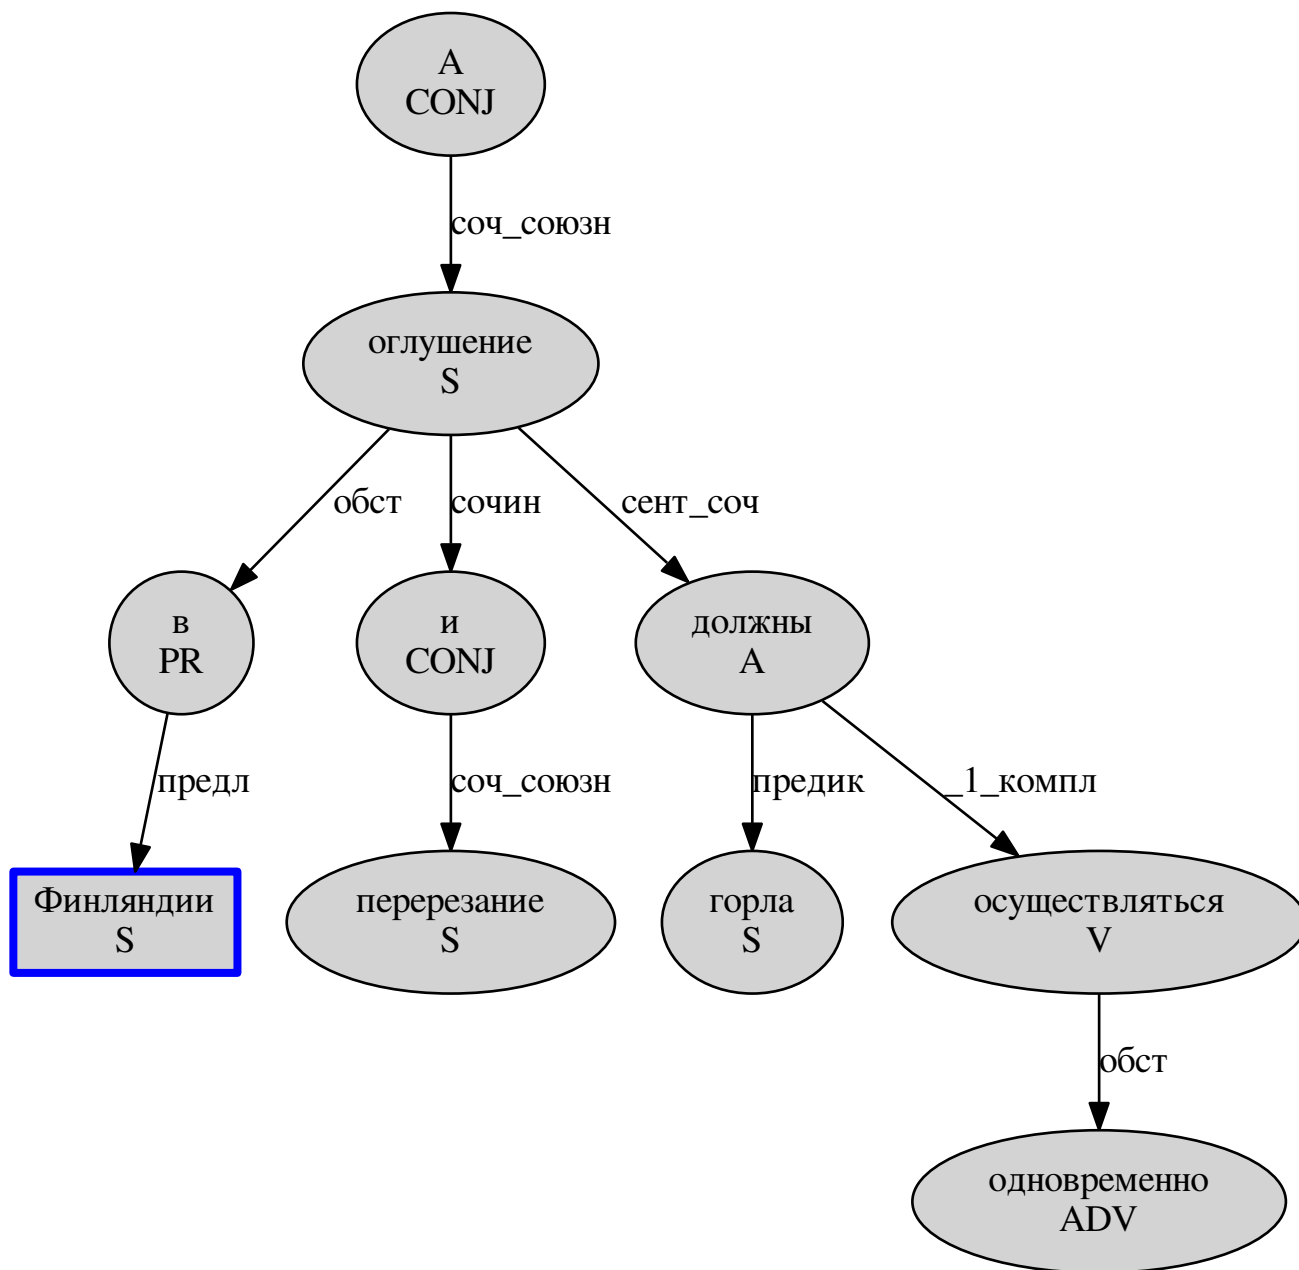 А
CONJ
соч_союзн
оглушение
S
обст
сочин
сент_соч
в
PR
и
CONJ
должны
A
предл
соч_союзн
предик
_1_компл
Финляндии
S
перерезание
S
горла
S
осуществляться
V
обст
одновременно
ADV